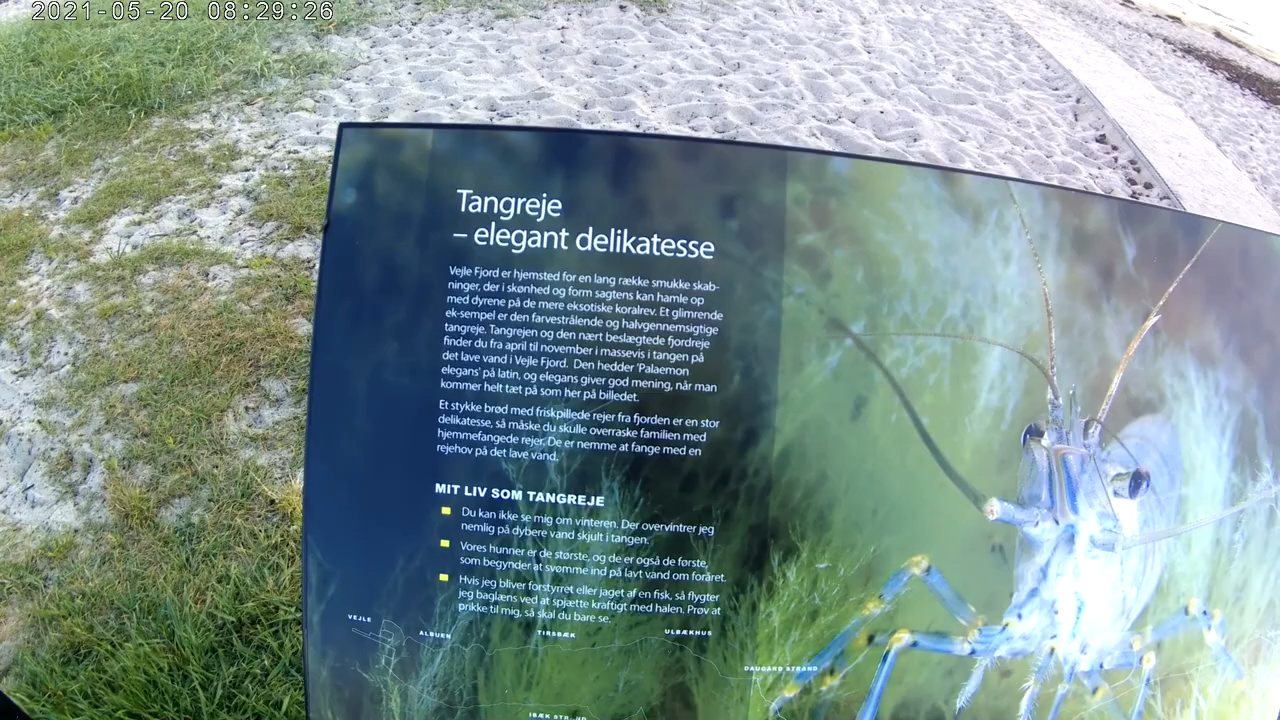 2021-05-20 08:29:26
Tangreje
– elegant delikatesse
Vejle Fjord er hjemsted for en lang række smukke skab-
ninger, der i skønhed og form sagtens kan hamle op
med dyrene på de mere eksotiske koralrev. Et glimrende
ek-sempel er den farvestrålende og halvgennemsigtige
tangreje. Tangrejen og den nært beslægtede fjordreje
finder du fra april til november i massevis i tangen på
det lave vand i Vejle Fjord. Den hedder 'Palaemon
elegans' på latin, og elegans giver god mening, når man
kommer helt tæt på som her på billedet.
Et stykke brød med friskpillede rejer fra fjorden er en stor
delikatesse, så måske du skulle overraske familien med
hjemmefangede rejer. De er nemme at fange med en
rejehov på det lave vand.
MIT LIV SOM TANGREJE
Du kan ikke se mig om vinteren. Der overvintrer jeg
nemlig på dybere vand skjult i tangen.
Vores hunner er de største, og de er også de første,
som begynder at svømme ind på lavt vand om foråret.
Hvis jeg bliver forstyrret eller jaget af en fisk, så flygter
jeg baglæns ved at spjætte kraftigt med halen. Prøv at
prikke til mig, så skal du bare se.
VEJLE
ALBUEN
TIRSBÆK
ULBÆKHUS
DAUGÅRD STRAND
IBÆK STRAND